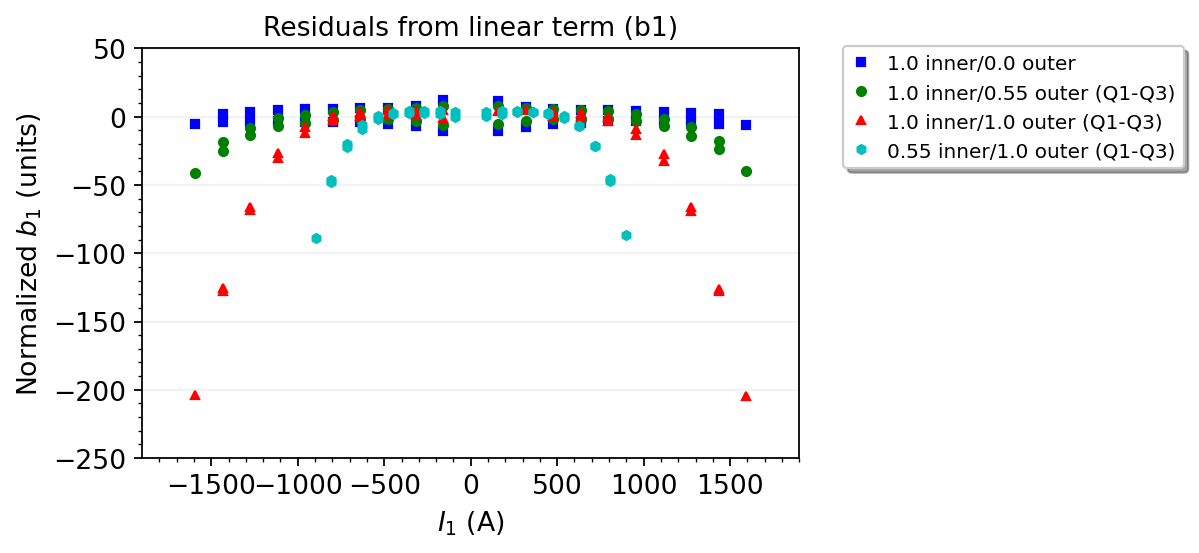 Residuals from linear term (b1)
50
0
−50
−100
−150
−200
−250
Normalized b₁ (units)
−1500 −1000 −500 0 500 1000 1500
I₁ (A)
1.0 inner/0.0 outer
1.0 inner/0.55 outer (Q1-Q3)
1.0 inner/1.0 outer (Q1-Q3)
0.55 inner/1.0 outer (Q1-Q3)